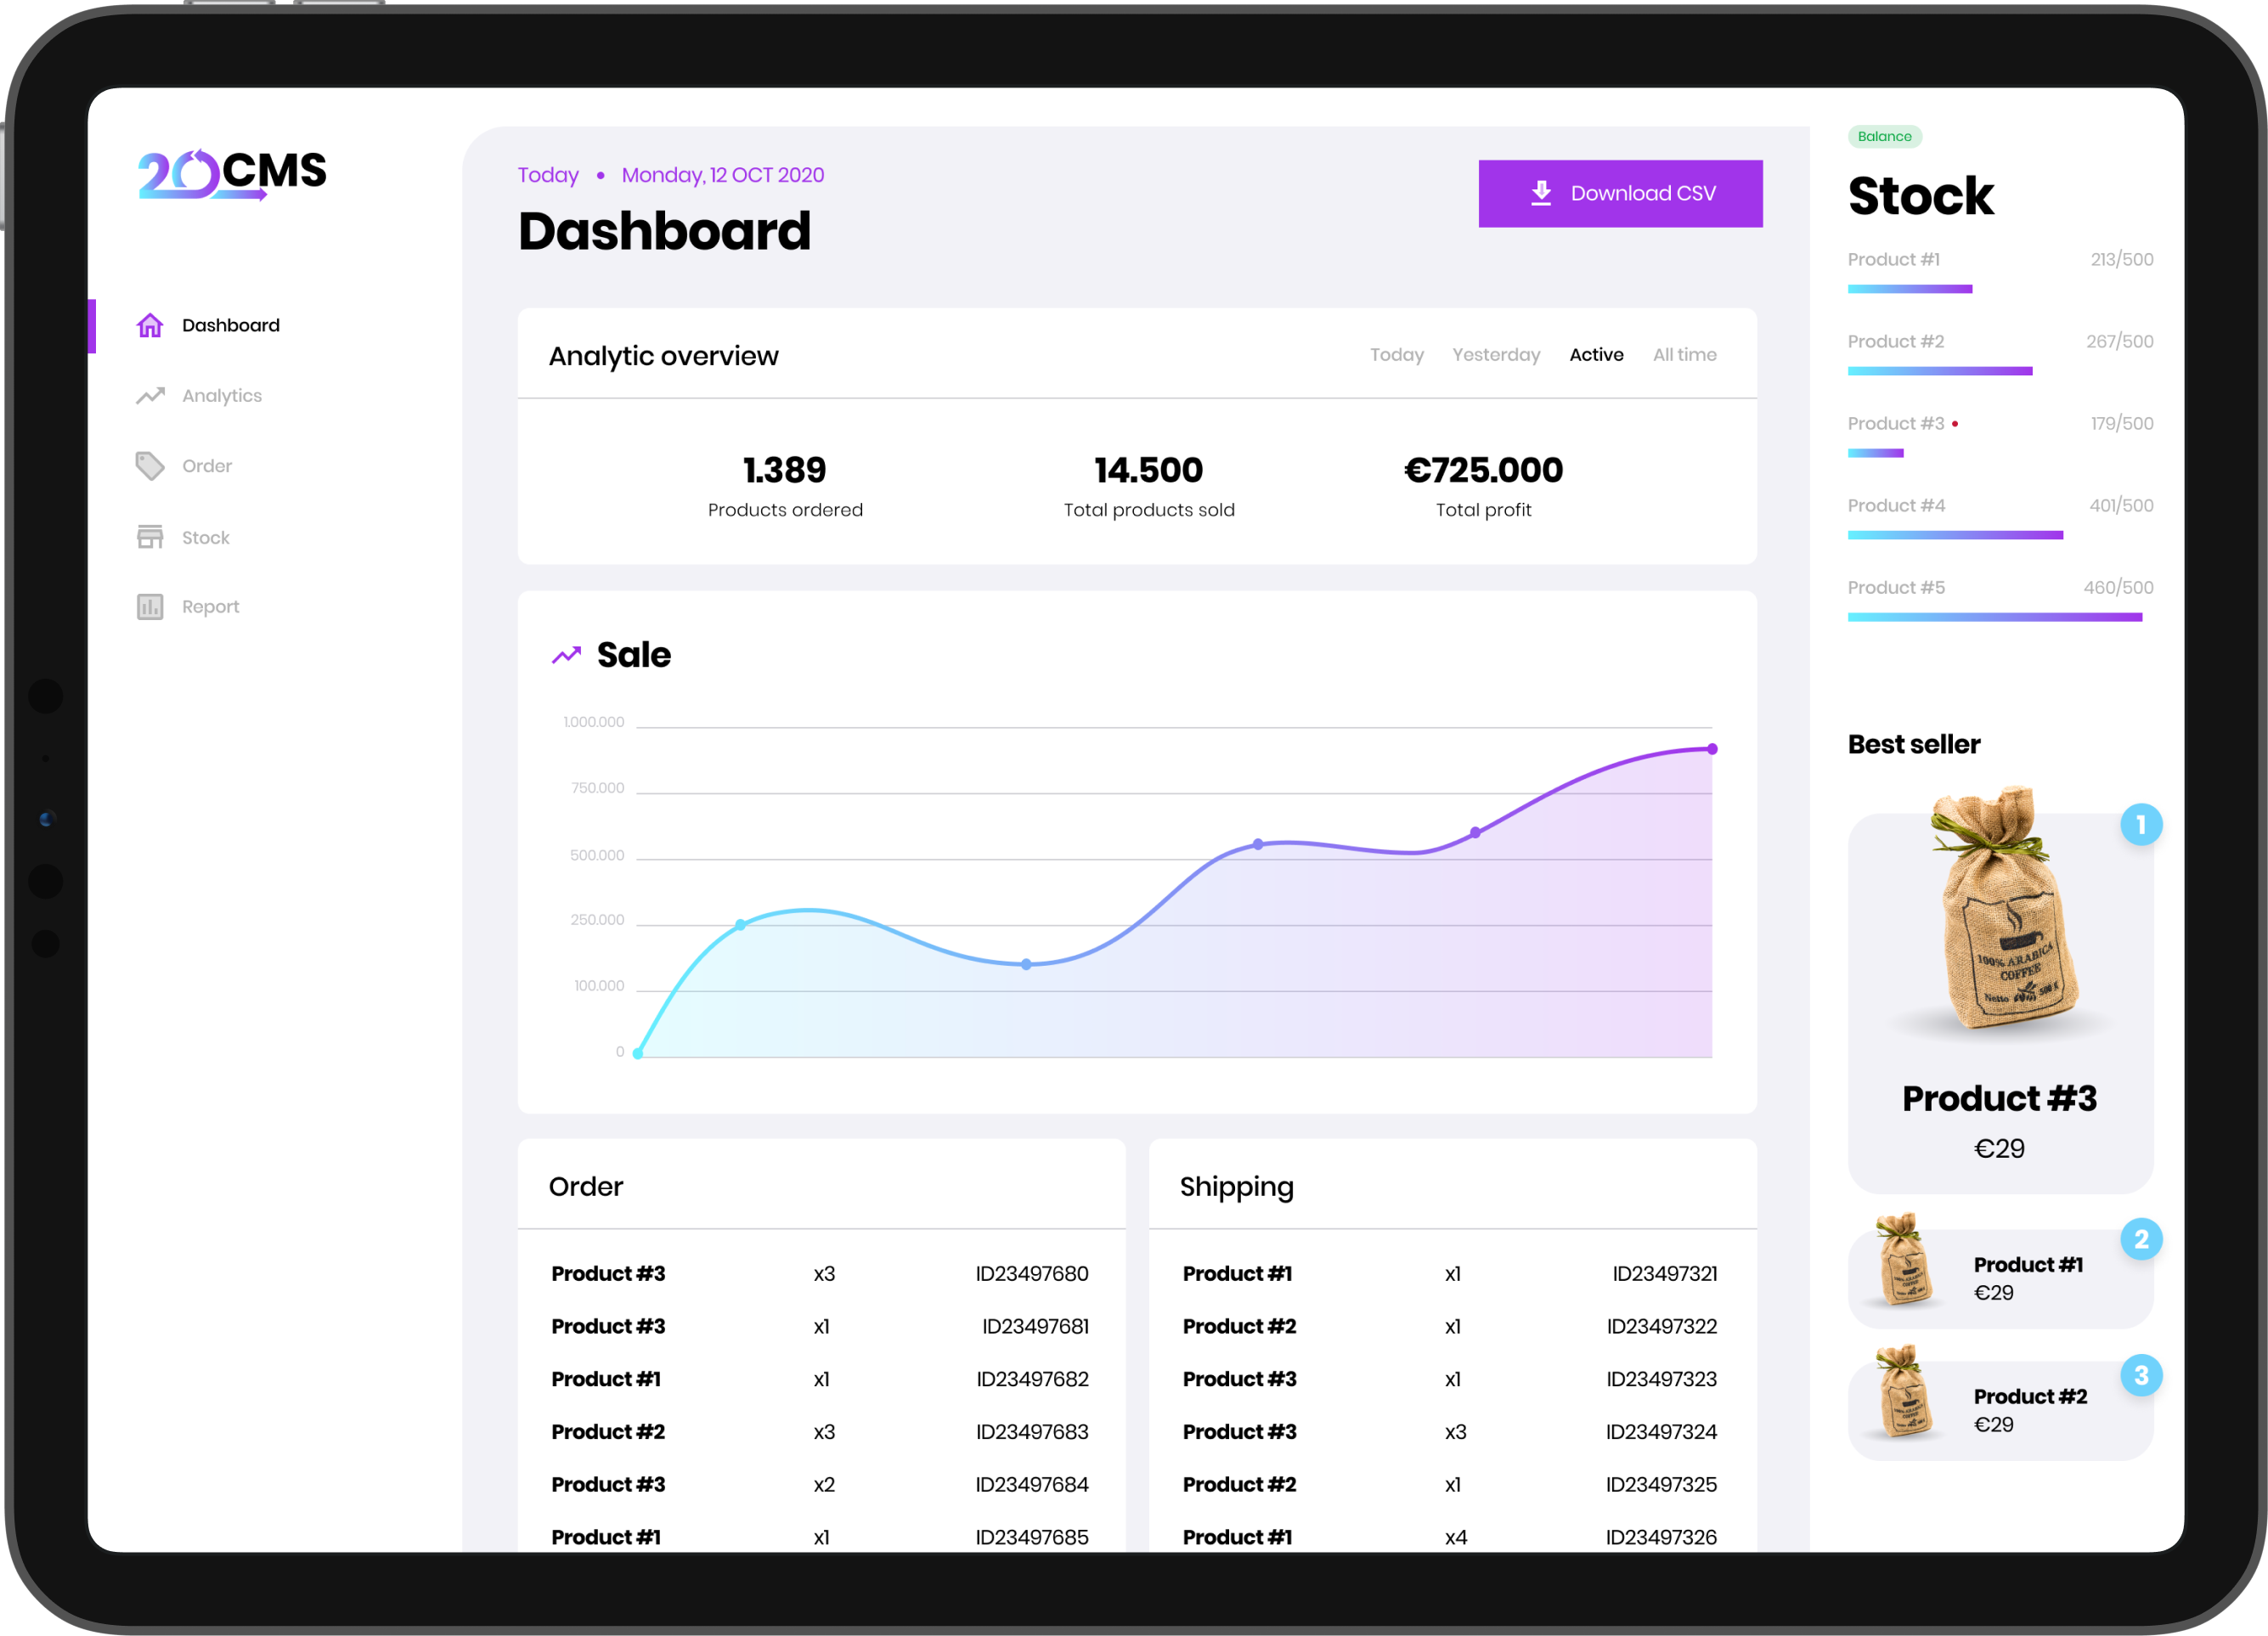 20CMS
Dashboard
Analytics
Order
Stock
Report
Today • Monday, 12 OCT 2020
Dashboard
Download CSV
Analytic overview
Today Yesterday Active All time
1.389 14.500 €725.000
Products ordered Total products sold Total profit
Sale
1.000.000
750.000
500.000
250.000
100.000
0
Order
Product #3 x3 ID23497680
Product #3 x1 ID23497681
Product #1 x1 ID23497682
Product #2 x3 ID23497683
Product #3 x2 ID23497684
Product #1 x1 ID23497685
Shipping
Product #1 x1 ID23497321
Product #2 x1 ID23497322
Product #3 x1 ID23497323
Product #3 x3 ID23497324
Product #2 x1 ID23497325
Product #1 x4 ID23497326
Balance
Stock
Product #1 213/500
Product #2 267/500
Product #3 • 179/500
Product #4 401/500
Product #5 460/500
Best seller
1
100% ARABICA
COFFEE
Netto 500
Product #3
€29
2
Product #1
€29
3
Product #2
€29